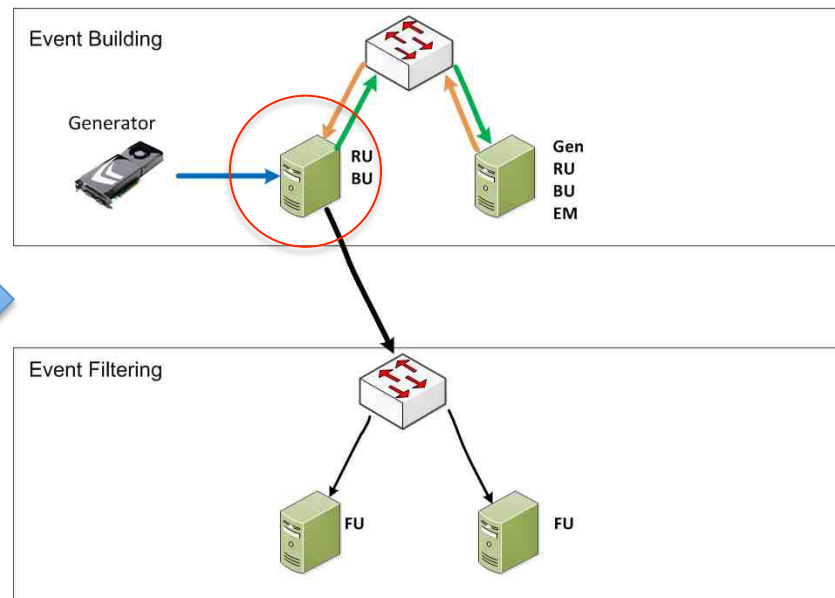 Event Building
Generator
RU
BU
Gen
RU
BU
EM
Event Filtering
FU
FU